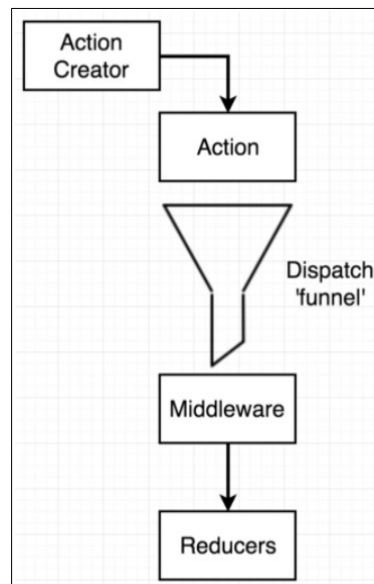 Action
Creator
Action
Dispatch
'funnel'
Middleware
Reducers